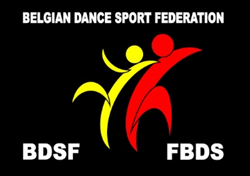 BELGIAN DANCE SPORT FEDERATION
BDSF FBDS